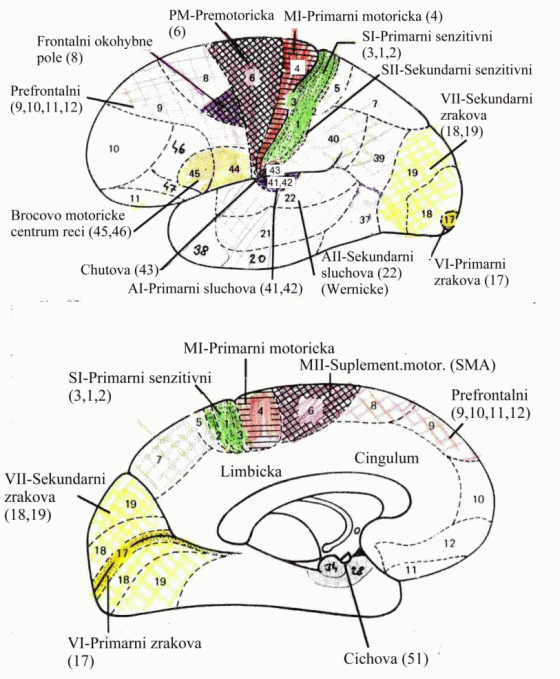 PM-Premotoricka
(6)
MI-Primarni motoricka (4)
SI-Primarni senzitivni
(3,1,2)
SII-Sekundarni senzitivni
Frontalni okohybne
pole (8)
Prefrontalni
(9,10,11,12)
VII-Sekundarni
zrakova
(18,19)
8
6
4
3
5
7
9
10
46
40
39
19
45
44
43
41,42
47
11
22
37
18
17
21
38
20
Brocovo motoricke
centrum reci (45,46)
Chutova (43)
AI-Primarni sluchova (41,42)
AII-Sekundarni
sluchova (22)
(Wernicke)
VI-Primarni
zrakova (17)
MI-Primarni motoricka
MII-Suplement.motor. (SMA)
SI-Primarni senzitivni
(3,1,2)
Prefrontalni
(9,10,11,12)
5
1
4
6
8
9
7
Limbicka
Cingulum
VII-Sekundarni
zrakova
(18,19)
19
10
18
17
12
18
19
34
28
11
VI-Primarni zrakova
(17)
Cichova (51)